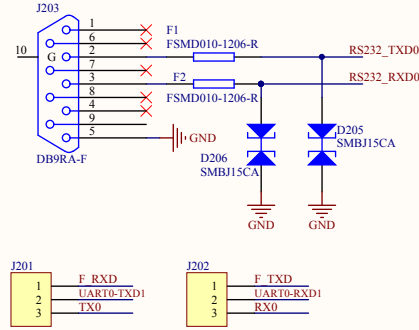 J203
1
6
2
7
3
8
4
9
5
10
G
DB9RA-F
F1
FSMD010-1206-R
F2
FSMD010-1206-R
RS232_TXD0
RS232_RXD0
GND
D206
SMBJ15CA
D205
SMBJ15CA
GND
GND
J201
1 F_RXD
2 UART0-TXD1
3 TX0
J202
1 F_TXD
2 UART0-RXD1
3 RX0